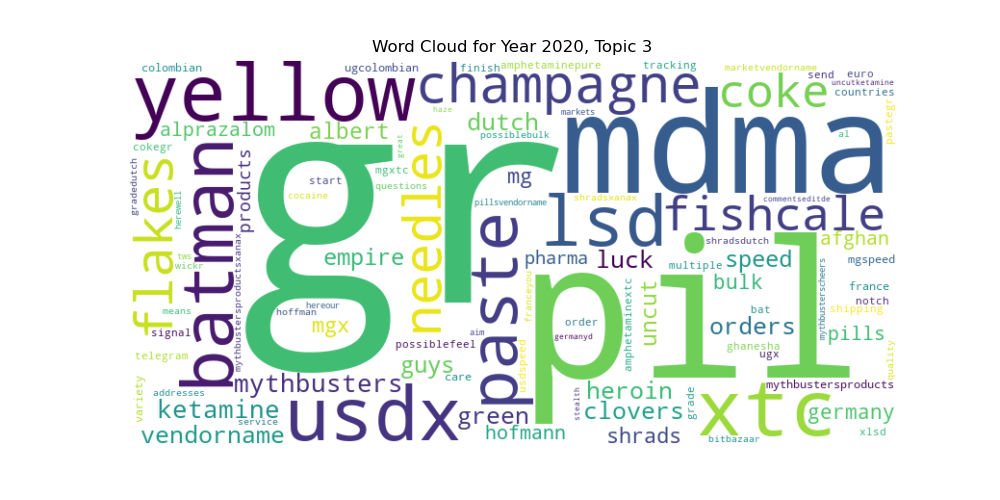 Word Cloud for Year 2020, Topic 3
colombian
ugcolombian
finish
amphetaminepure
tracking
marketvendorname
send
euro
uncutketamine
countries
yellow
champagne
coke
haze
markets
pastegr
alprazalom
albert
dutch
possiblebulk
mdma
al
cokegr
great
gradedutch
flakes
herewell
batman
products
start
mgxtc
questions
cocaine
gr
needles
mg
pillsvendorname
shradsxanax
commentseditde
lsd
fishcale
paste
shradsdutch
afghan
empire
pharma
luck
multiple
speed
mgspeed
tws
wickr
mythbustersproductsxanax
means
hereour
hoffman
mgx
franceyou
amphetaminextc
bulk
france
notch
shipping
mythbusterscheers
bat
order
uncut
orders
pills
signal
possiblefeel
aim
germanyd
ghanesha
ugx
quality
telegram
guys
usdspeed
pil
mythbusters
care
heroin
mythbustersproducts
variety
addresses
service
ketamine
usdx
green
stealth
clovers
grade
xtc
germany
vendorname
hofmann
shrads
bitbazaar
xlsd